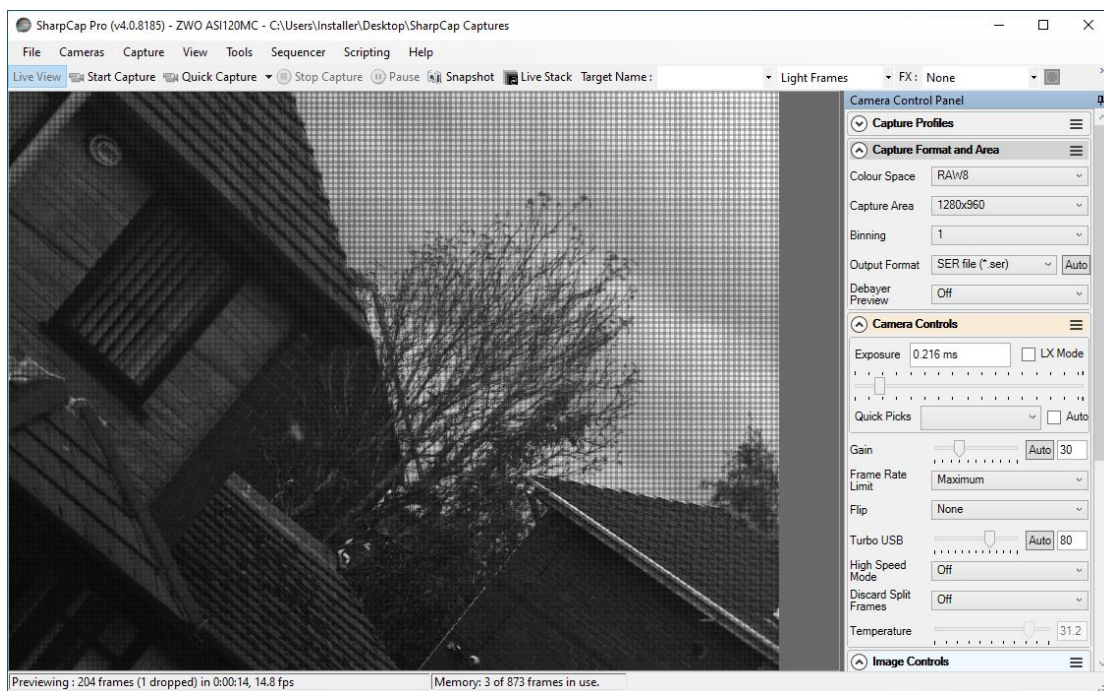 SharpCap Pro (v4.0.8185) - ZWO ASI120MC - C:\Users\Installer\Desktop\SharpCap Captures
File Cameras Capture View Tools Sequencer Scripting Help
Live View Start Capture Quick Capture Stop Capture Pause Snapshot Live Stack Target Name : Light Frames FX : None
Camera Control Panel
Capture Profiles
Capture Format and Area
Colour Space RAW8
Capture Area 1280x960
Binning 1
Output Format SER file (*.ser) Auto
Debayer
Preview Off
Camera Controls
Exposure 0.216 ms LX Mode
Quick Picks Auto
Gain Auto 30
Frame Rate
Limit Maximum
Flip None
Turbo USB Auto 80
High Speed
Mode Off
Discard Split
Frames Off
Temperature 31.2
Image Controls
Previewing : 204 frames (1 dropped) in 0:00:14, 14.8 fps Memory: 3 of 873 frames in use.